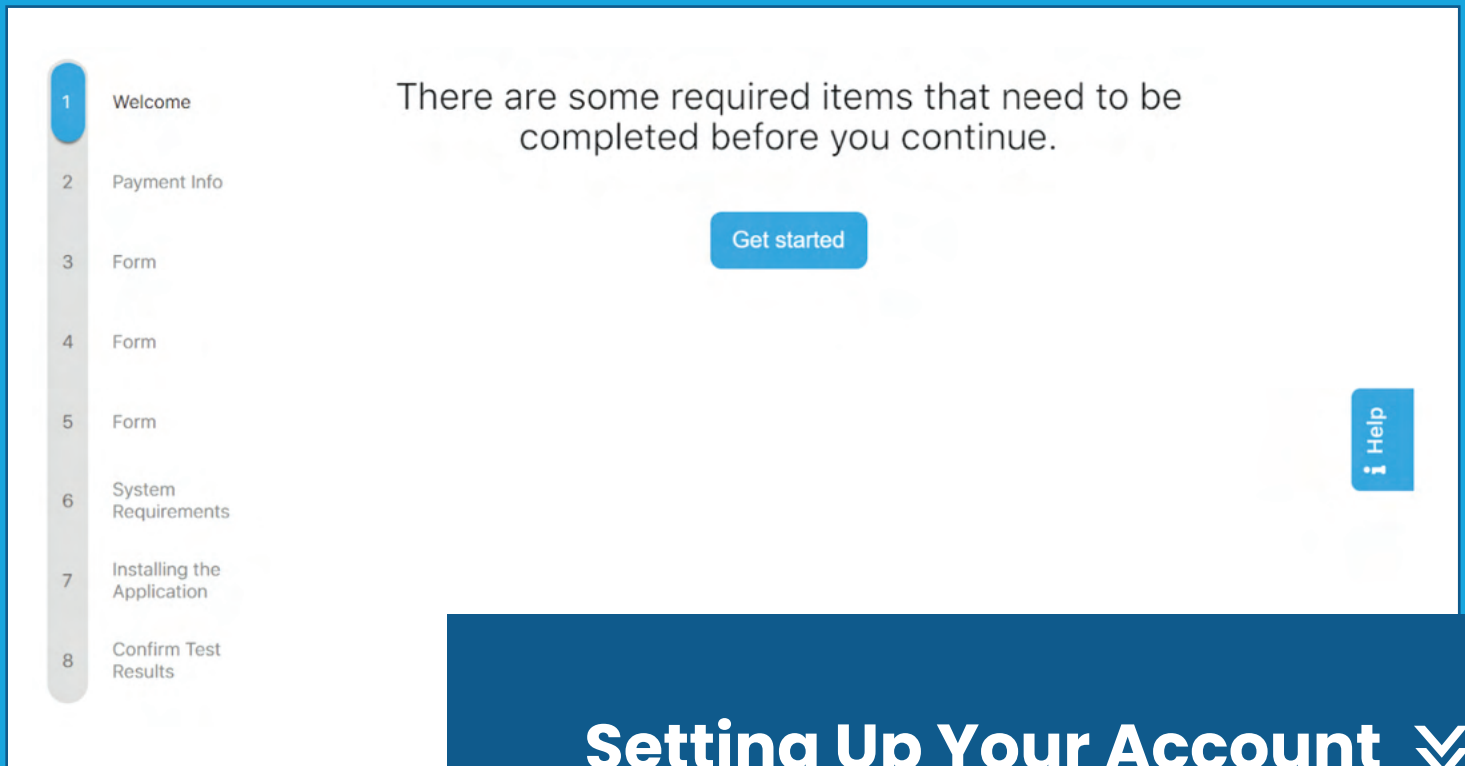 There are some required items that need to be
completed before you continue.
Get started
1 Welcome
2 Payment Info
3 Form
4 Form
5 Form
6 System
Requirements
7 Installing the
Application
8 Confirm Test
Results
i Help
Setting Up Your Account